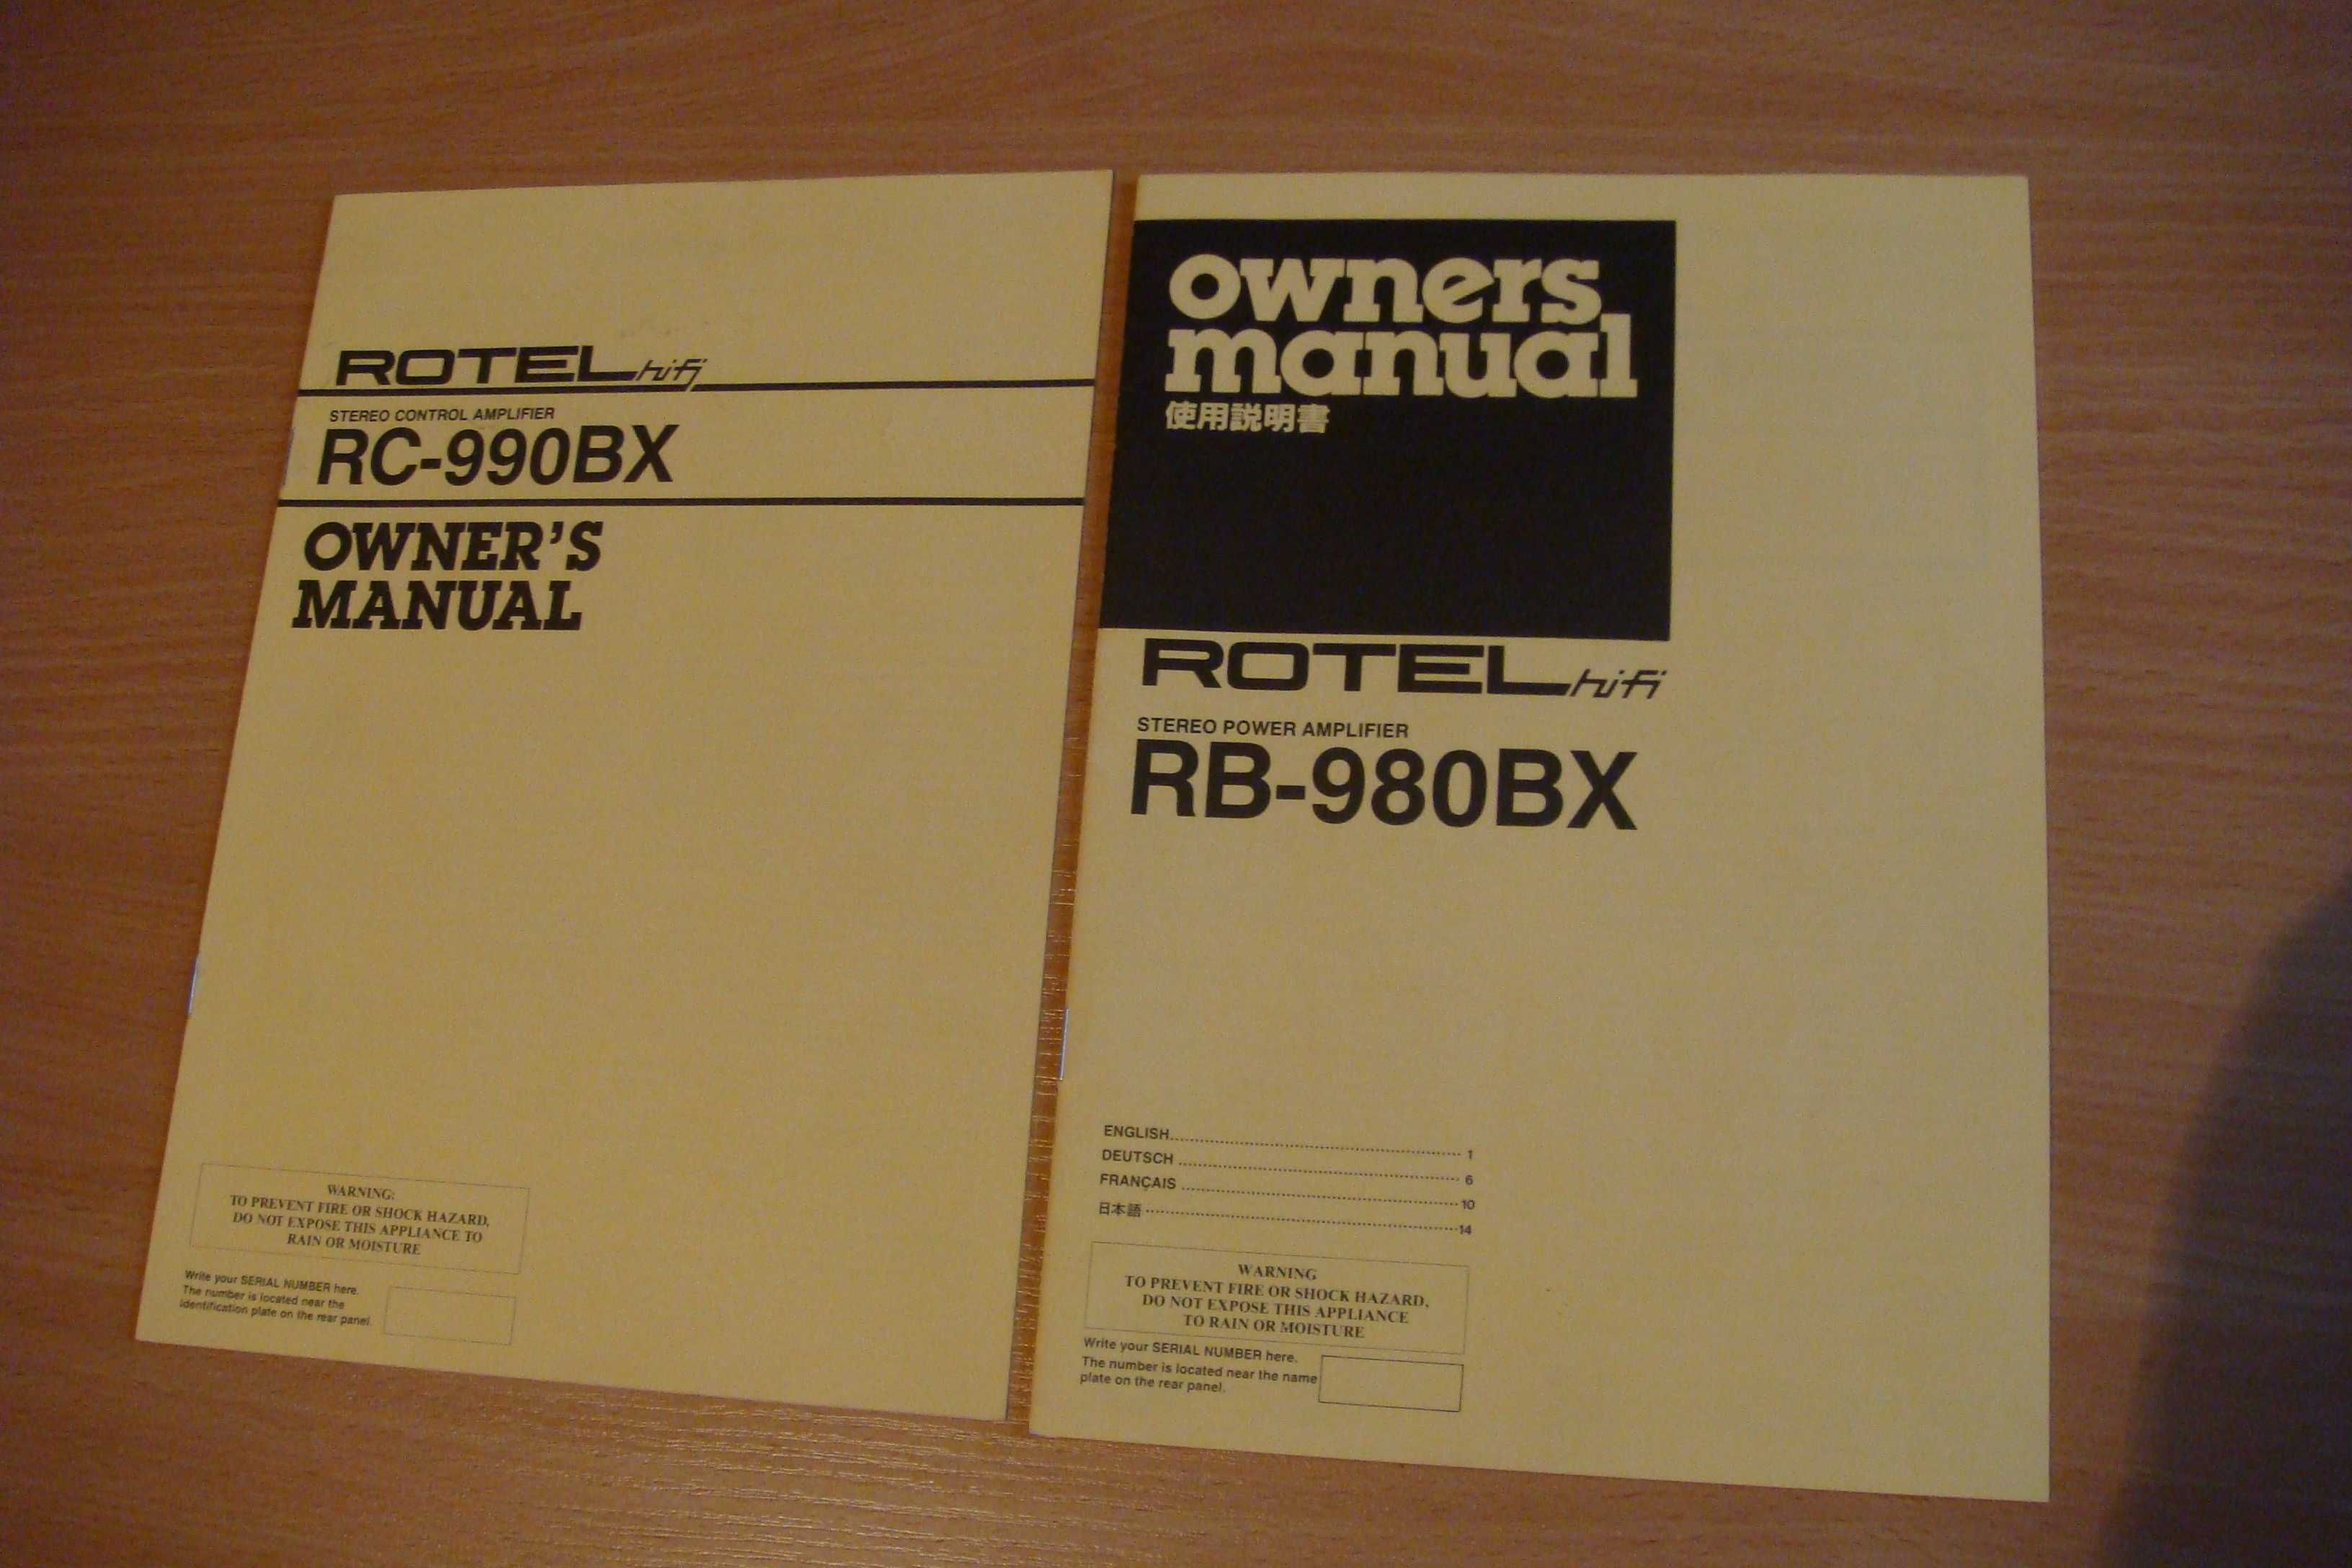 ROTEL hifi
STEREO CONTROL AMPLIFIER
RC-990BX
OWNER'S
MANUAL
WARNING:
TO PREVENT FIRE OR SHOCK HAZARD,
DO NOT EXPOSE THIS APPLIANCE TO
RAIN OR MOISTURE
Write your SERIAL NUMBER here.
The number is located near the
identification plate on the rear panel.
owners
manual
使用説明書
ROTEL hifi
STEREO POWER AMPLIFIER
RB-980BX
ENGLISH 1
DEUTSCH 6
FRANÇAIS 10
日本語 14
WARNING
TO PREVENT FIRE OR SHOCK HAZARD,
DO NOT EXPOSE THIS APPLIANCE
TO RAIN OR MOISTURE
Write your SERIAL NUMBER here.
The number is located near the name
plate on the rear panel.